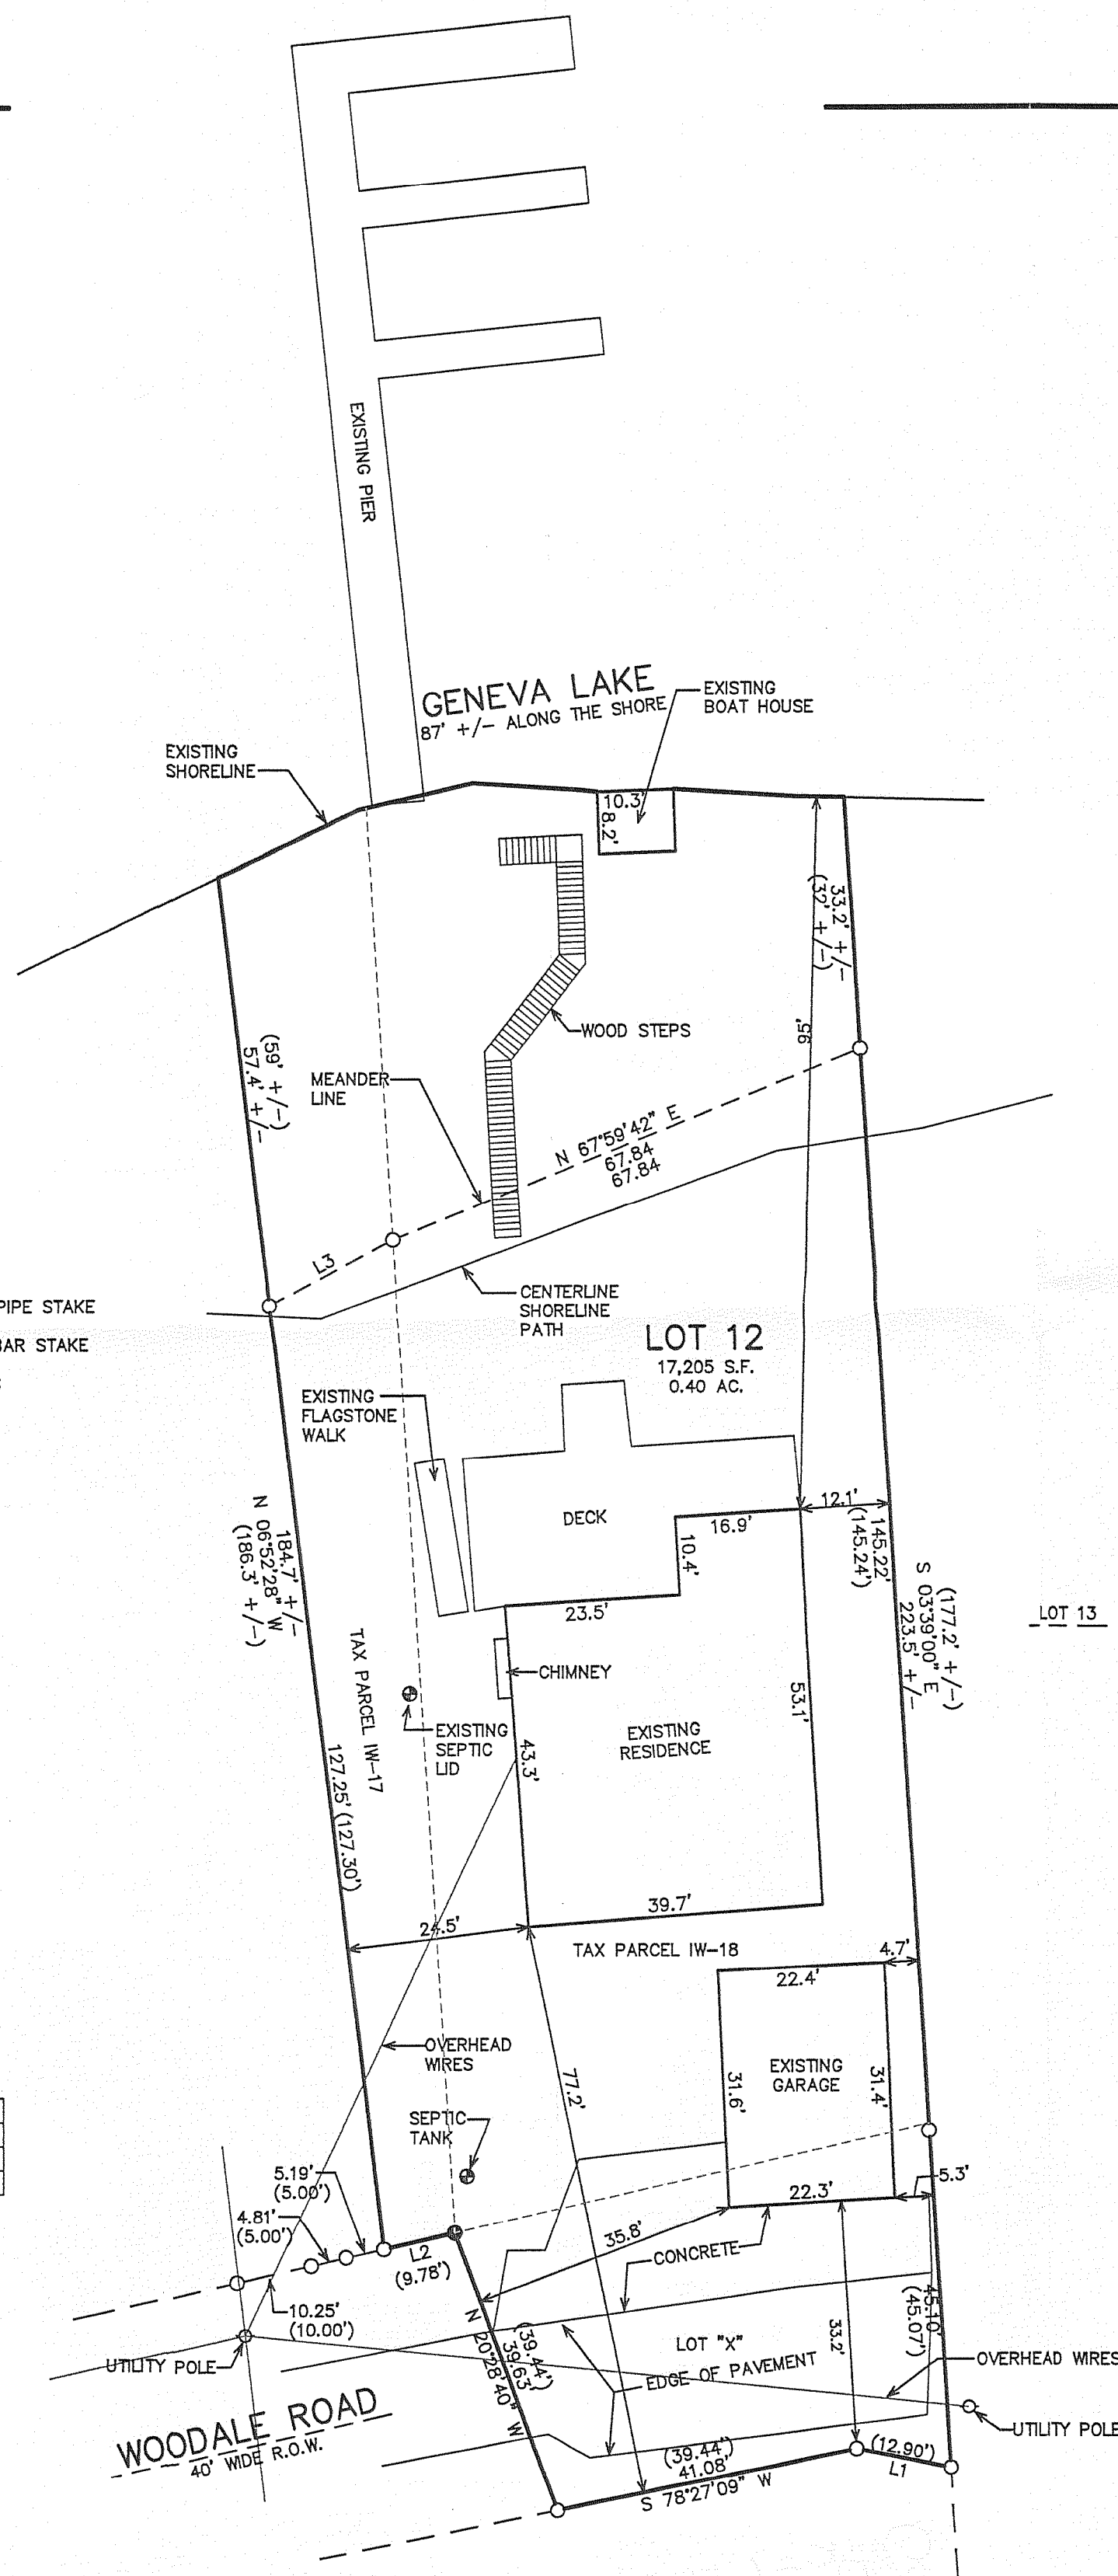 EXISTING PIER
GENEVA LAKE
87' +/- ALONG THE SHORE
EXISTING
BOAT HOUSE
EXISTING
SHORELINE
10.3'
8.2'
33.2' +/-
(32' +/-)
95'
WOOD STEPS
(59' +/-)
57.4' +/-
MEANDER
LINE
N 67°59'42" E
67.84
67.84
L3
CENTERLINE
SHORELINE
PATH
PIPE STAKE
BAR STAKE
LOT 12
17,205 S.F.
0.40 AC.
EXISTING
FLAGSTONE
WALK
DECK
12.1'
16.9'
10.4'
145.22'
(145.24')
184.7' +/-
N 06°52'28" W
(186.3' +/-)
23.5'
(177.2' +/-)
S 03°39'00" E
223.5' +/-
LOT 13
TAX PARCEL IW-17
CHIMNEY
EXISTING
SEPTIC
LID
43.3'
EXISTING
RESIDENCE
53.1'
127.25' (127.30')
39.7'
24.5'
TAX PARCEL IW-18
4.7'
22.4'
OVERHEAD
WIRES
77.2'
EXISTING
GARAGE
31.6'
31.4'
SEPTIC
TANK
5.19'
(5.00')
5.3'
22.3'
4.81'
(5.00')
35.8'
L2
(9.78')
CONCRETE
10.25'
(10.00')
45.10'
(45.07')
33.2'
LOT "X"
(39.44')
39.63'
N 20°28'40" W
UTILITY POLE
EDGE OF PAVEMENT
OVERHEAD WIRES
WOODALE ROAD
40' WIDE R.O.W.
UTILITY POLE
(39.44')
41.08'
S 78°27'09" W
(12.90')
L1